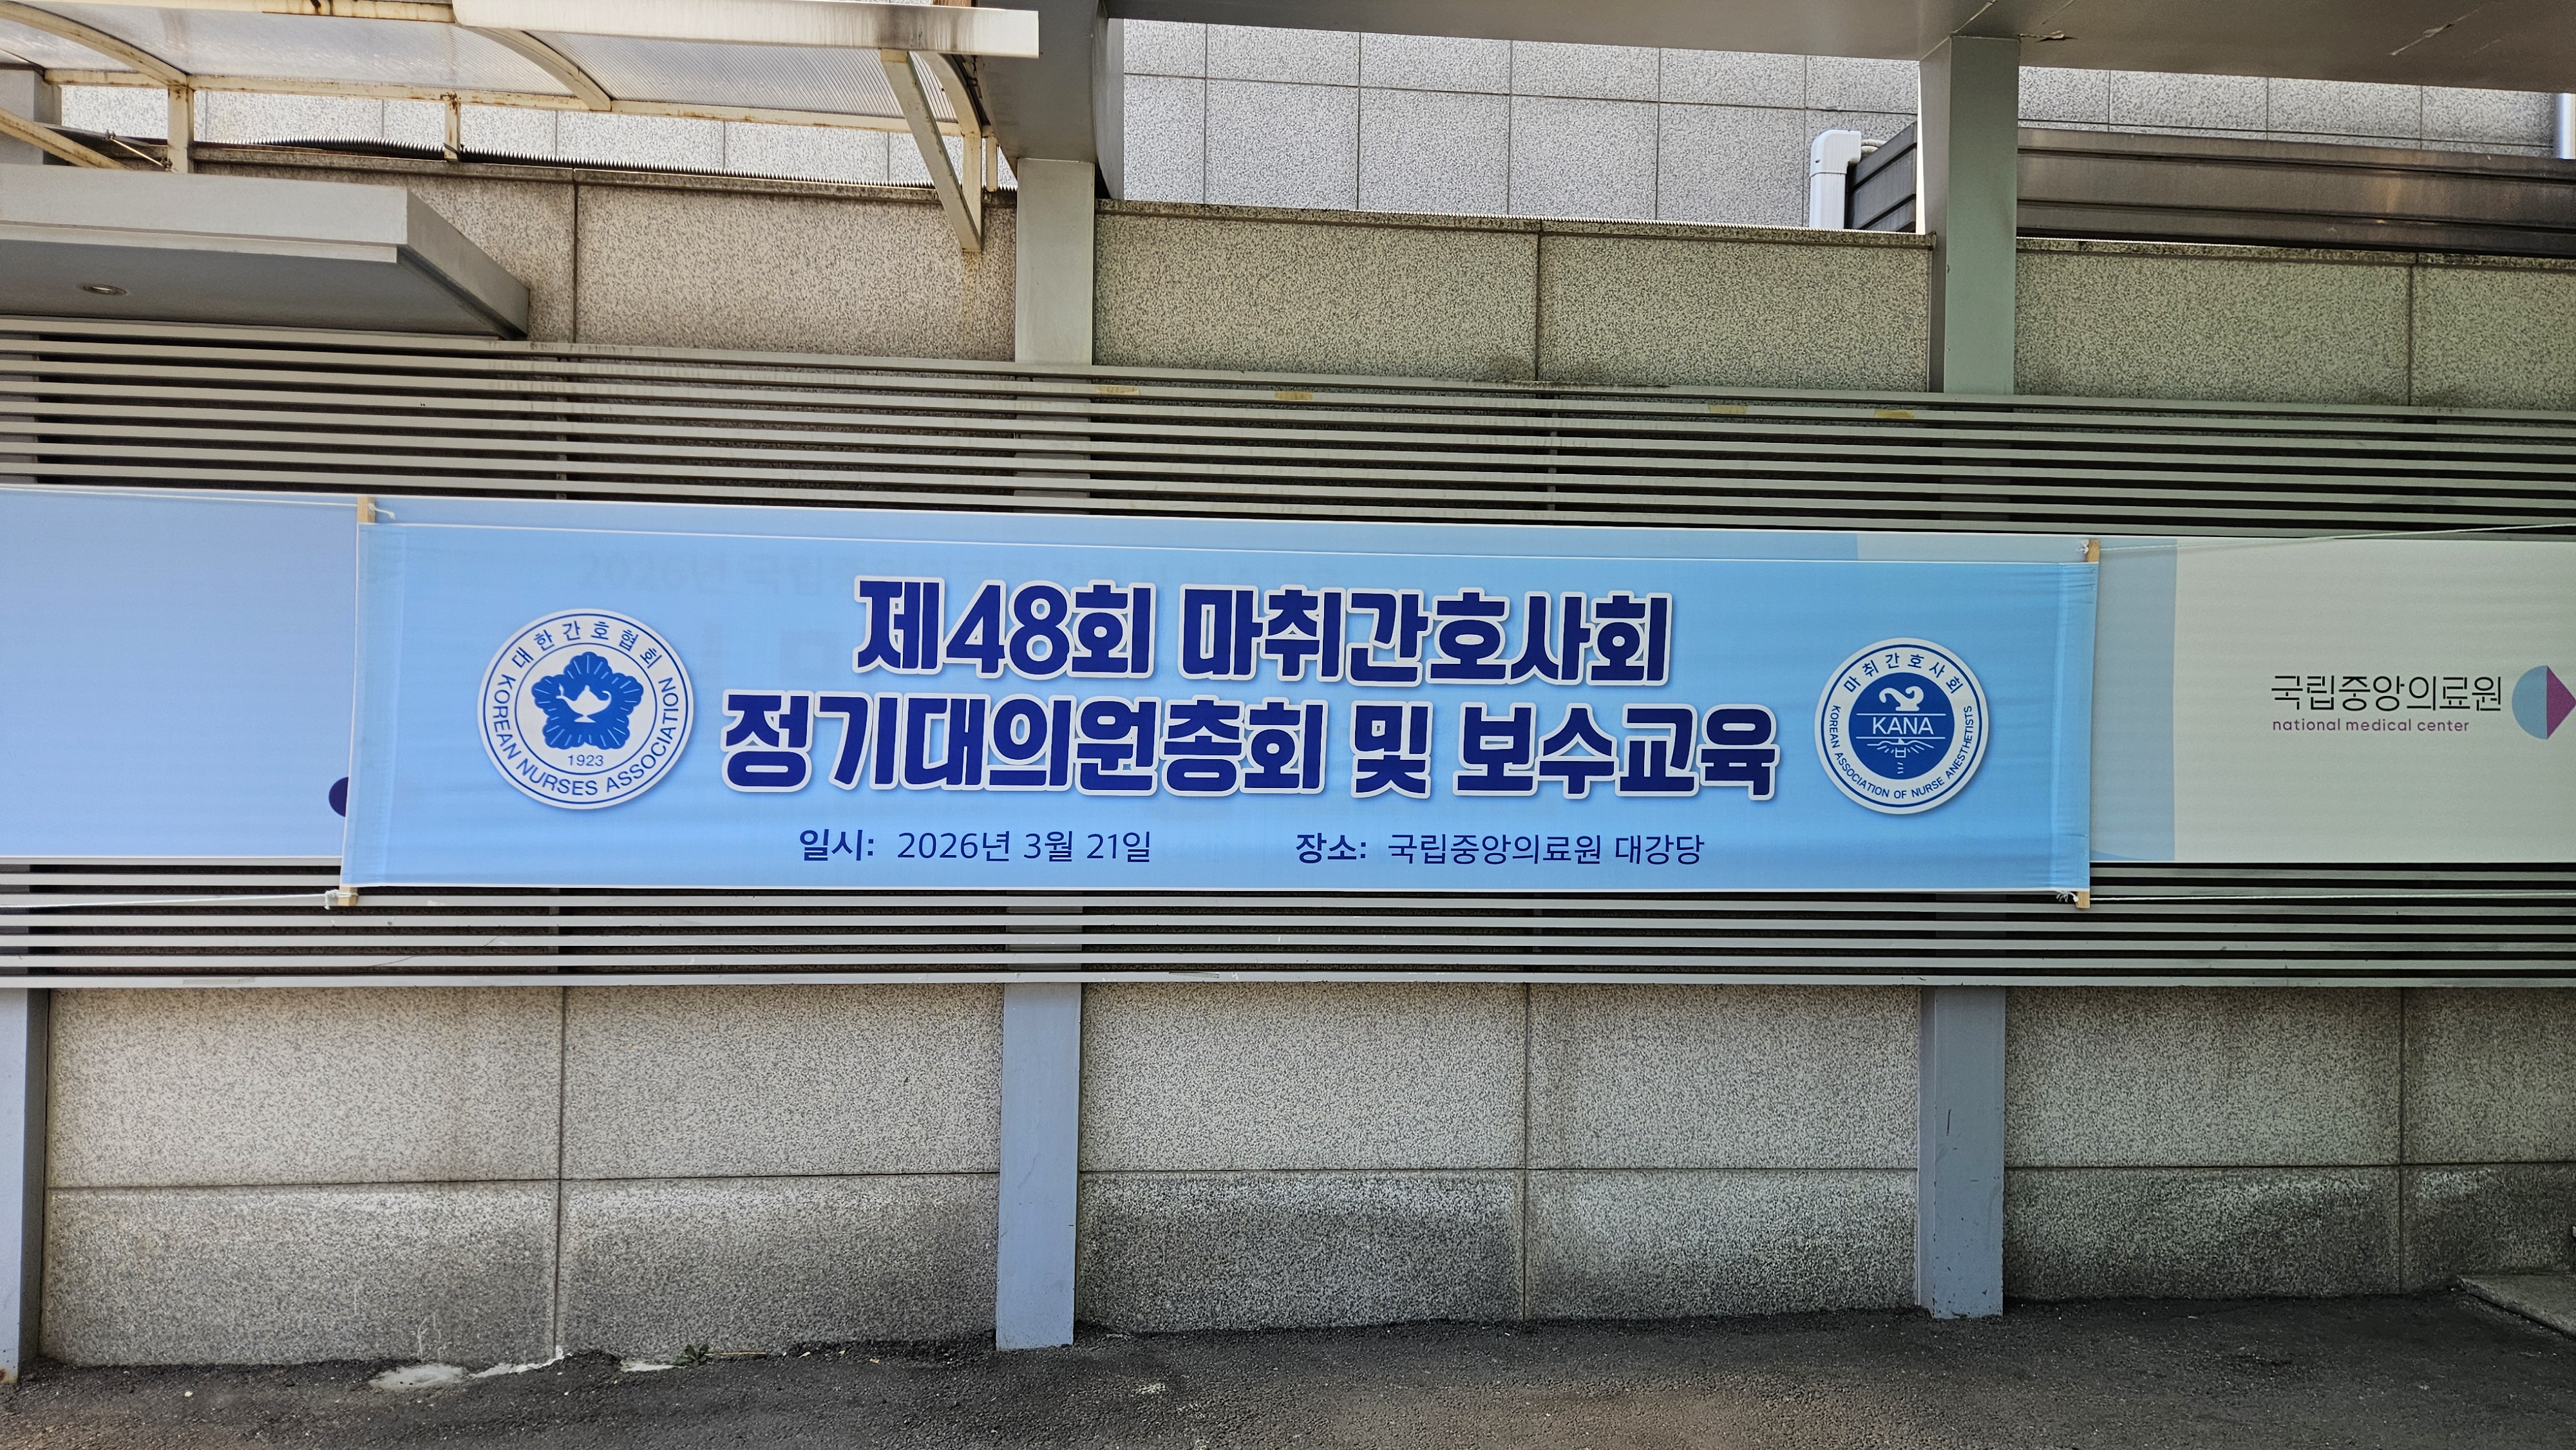 제48회 마취간호사회
정기대의원총회 및 보수교육
일시: 2026년 3월 21일
장소: 국립중앙의료원 대강당
대한간호협회
KOREAN NURSES ASSOCIATION
1923
마취간호사회
KANA
KOREAN ASSOCIATION OF NURSE ANESTHETISTS
국립중앙의료원
national medical center